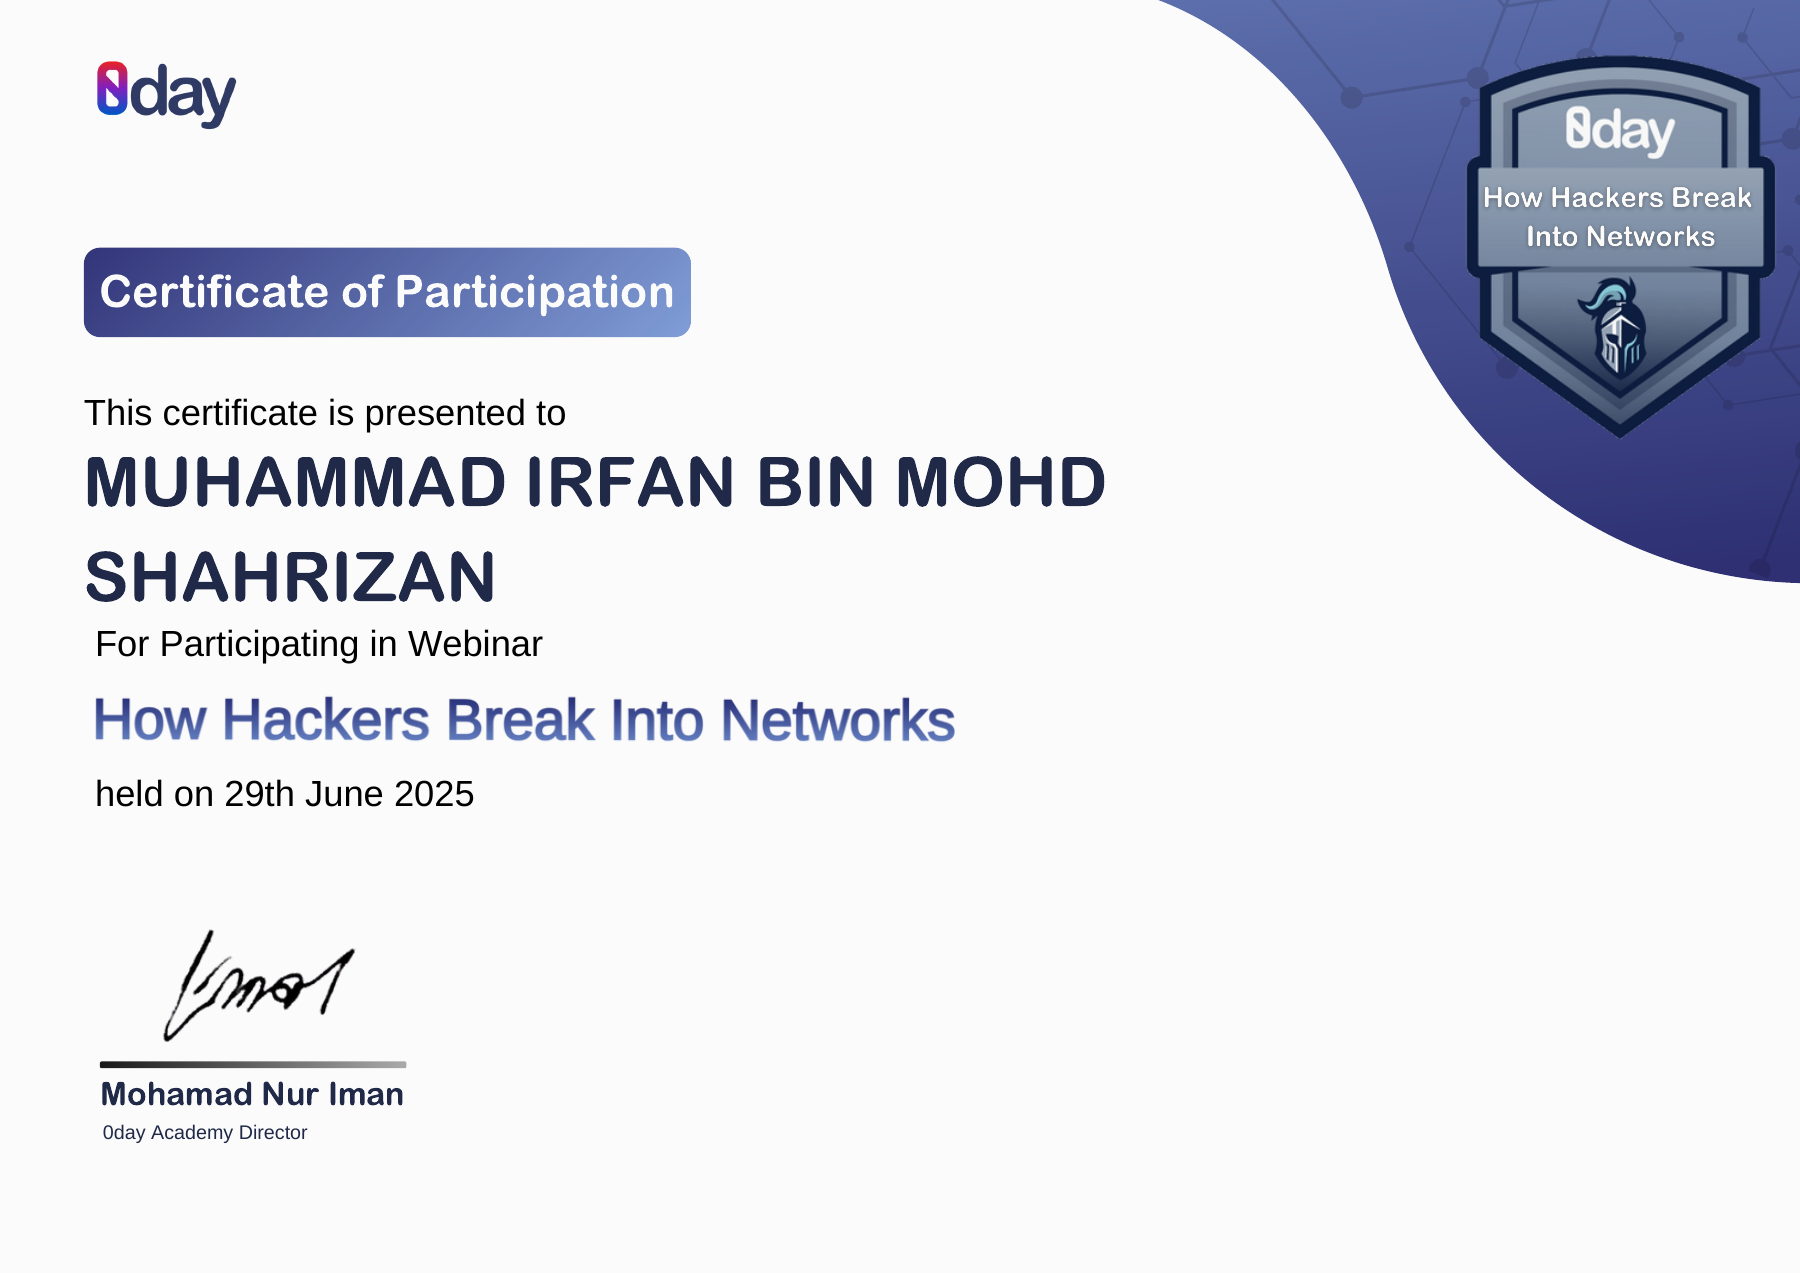 0day
0day
How Hackers Break
Into Networks
Certificate of Participation
This certificate is presented to
MUHAMMAD IRFAN BIN MOHD
SHAHRIZAN
For Participating in Webinar
How Hackers Break Into Networks
held on 29th June 2025
Mohamad Nur Iman
0day Academy Director